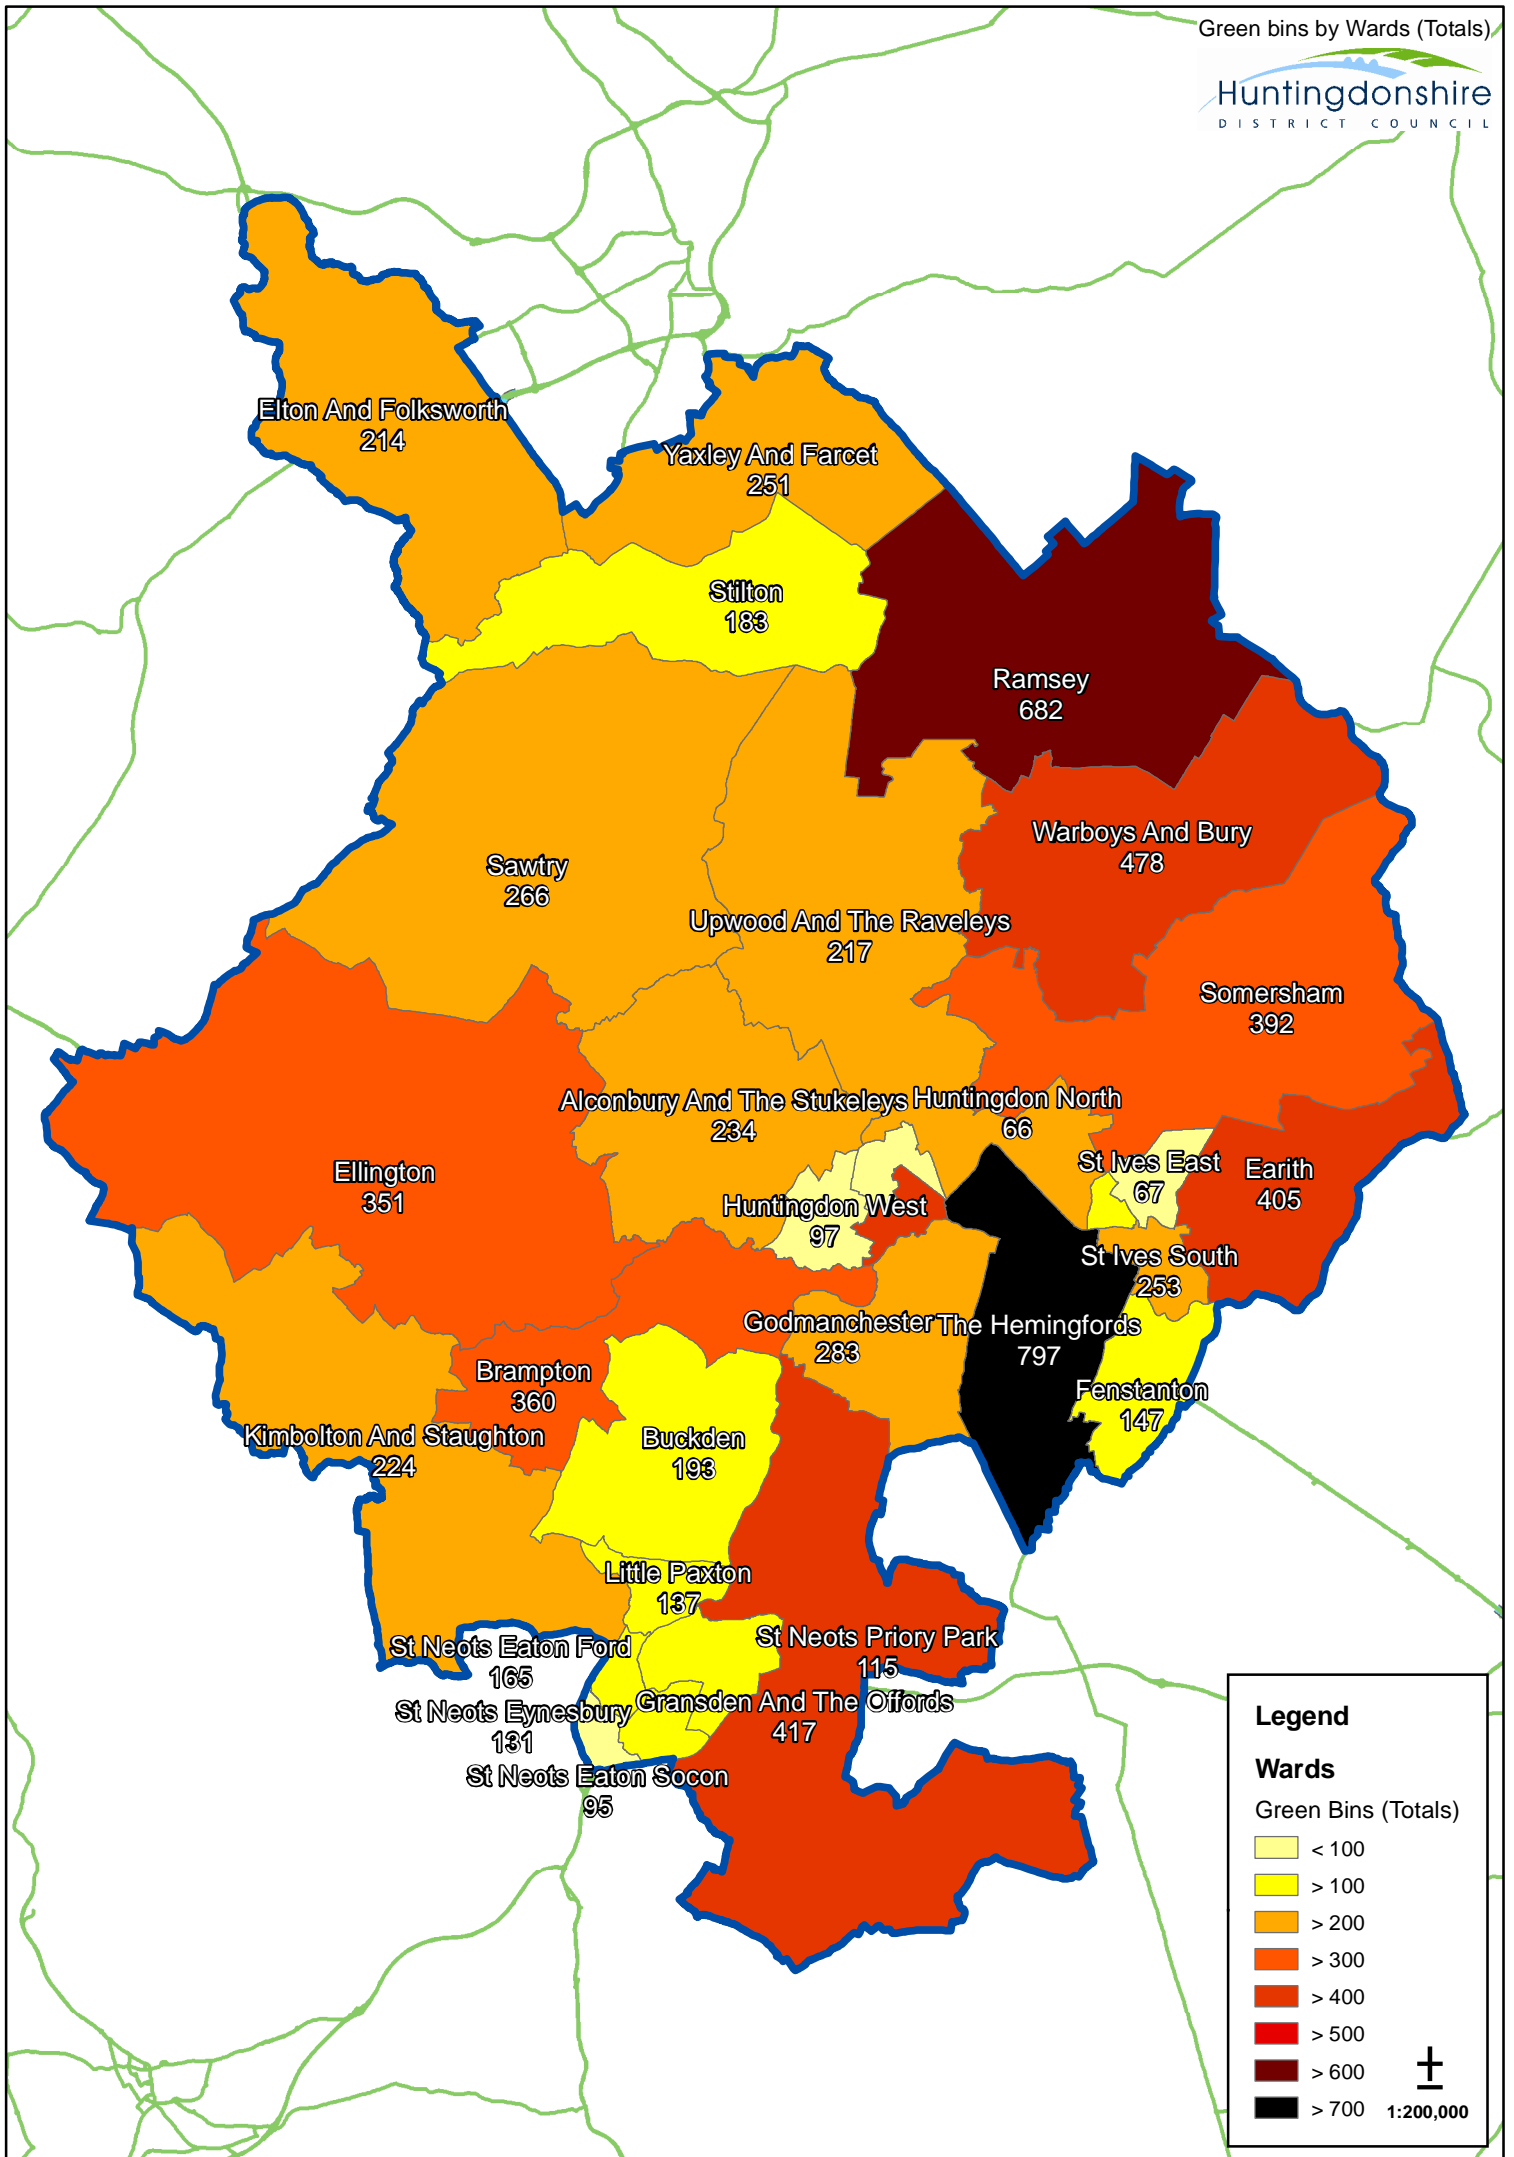 Green bins by Wards (Totals)
Huntingdonshire
DISTRICT COUNCIL
Elton And Folksworth
214
Yaxley And Farcet
251
Stilton
183
Ramsey
682
Warboys And Bury
478
Sawtry
266
Upwood And The Raveleys
217
Somersham
392
Alconbury And The Stukeleys
234
Huntingdon North
66
Ellington
351
St Ives East
67
Earith
405
Huntingdon West
97
St Ives South
253
Godmanchester
283
The Hemingfords
797
Brampton
360
Fenstanton
147
Kimbolton And Staughton
224
Buckden
193
Little Paxton
137
St Neots Eaton Ford
165
St Neots Priory Park
115
St Neots Eynesbury
131
Gransden And The Offords
417
St Neots Eaton Socon
95
Legend
Wards
Green Bins (Totals)
< 100
> 100
> 200
> 300
> 400
> 500
> 600
> 700
1:200,000